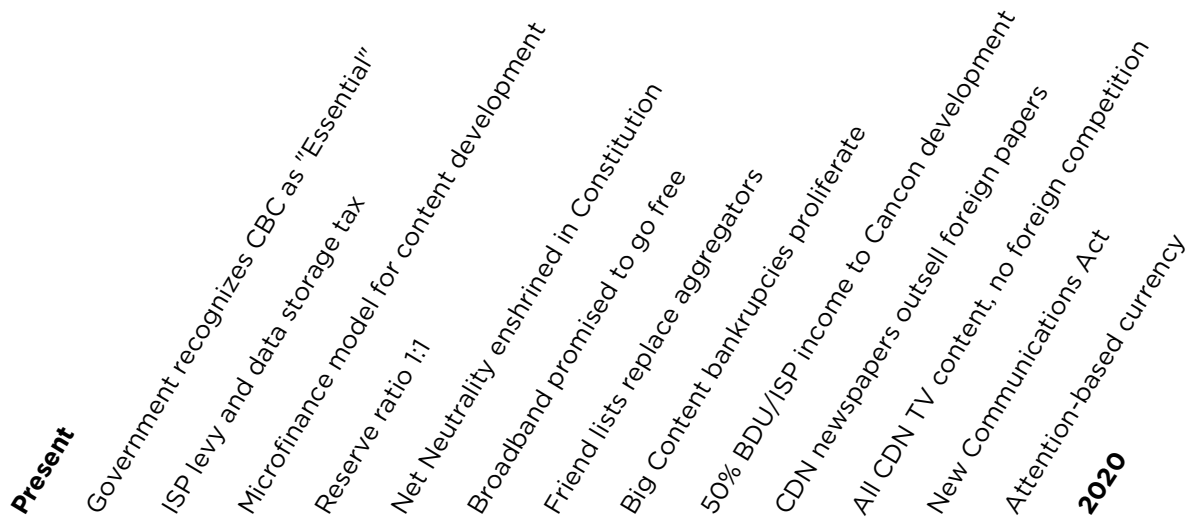 Present
Government recognizes CBC as "Essential"
ISP levy and data storage tax
Microfinance model for content development
Reserve ratio 1:1
Net Neutrality enshrined in Constitution
Broadband promised to go free
Friend lists replace aggregators
Big Content bankrupcies proliferate
50% BDU/ISP income to Cancon development
CDN newspapers outsell foreign papers
All CDN TV content, no foreign competition
New Communications Act
Attention-based currency
2020